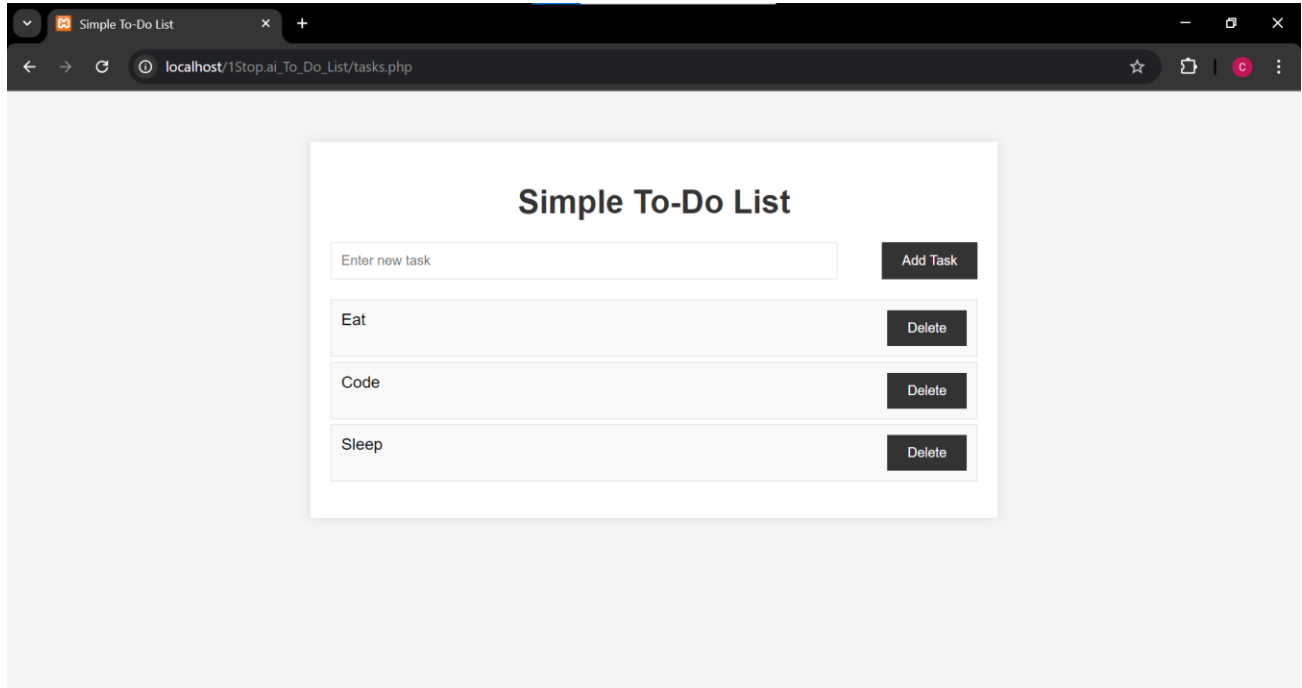 Simple To-Do List
localhost/1Stop.ai_To_Do_List/tasks.php
C
Simple To-Do List
Enter new task Add Task
Eat Delete
Code Delete
Sleep Delete